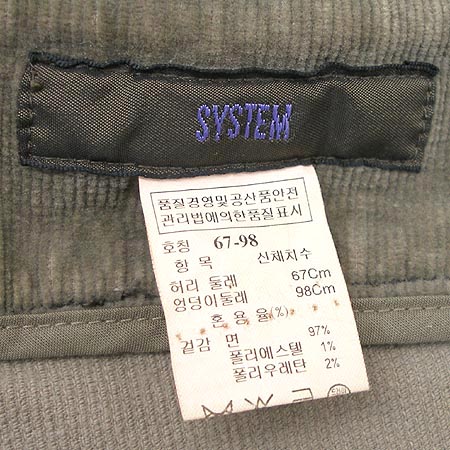 SYSTEM
품질경영및공산품안전
관리법에의한품질표시
호칭 67-98
항 목 신체치수
허리 둘레 67Cm
엉덩이둘레 98Cm
혼 용 율(%)
겉감 면 97%
폴리에스텔 1%
폴리우레탄 2%